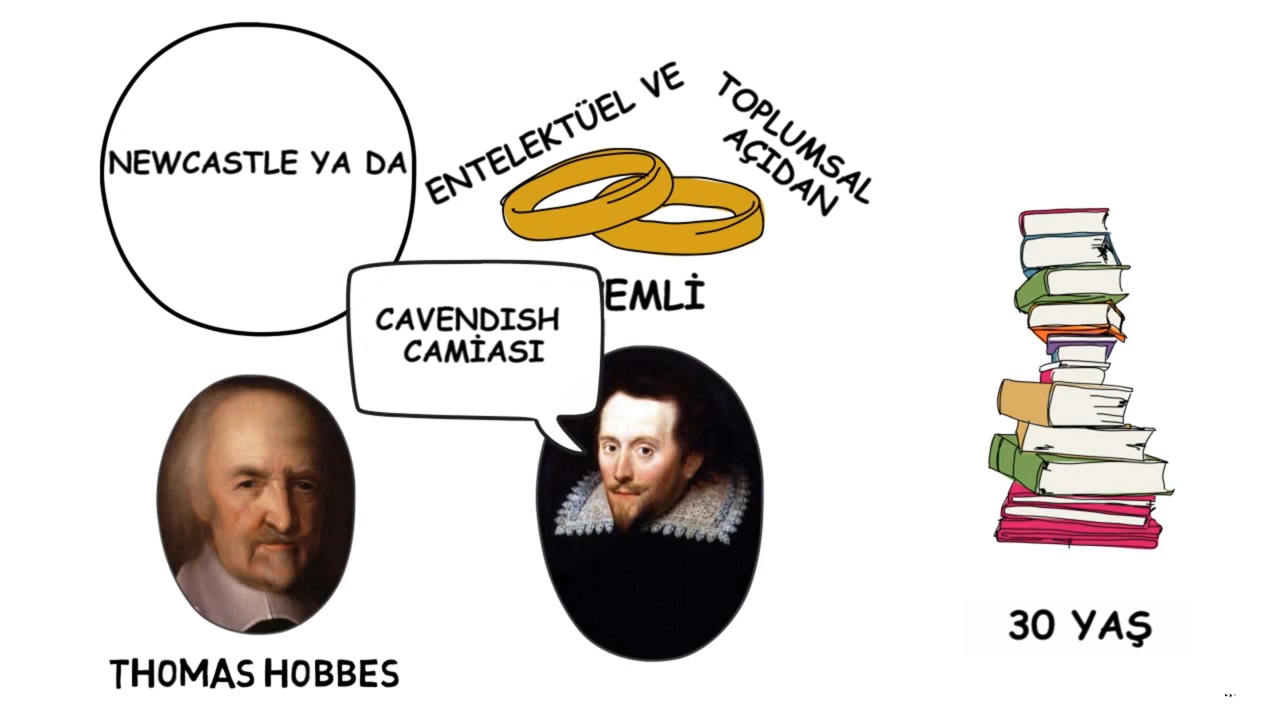 NEWCASTLE YA DA
ENTELEKTÜEL VE
TOPLUMSAL
AÇIDAN
EMLİ
CAVENDISH
CAMİASI
THOMAS HOBBES
30 YAŞ